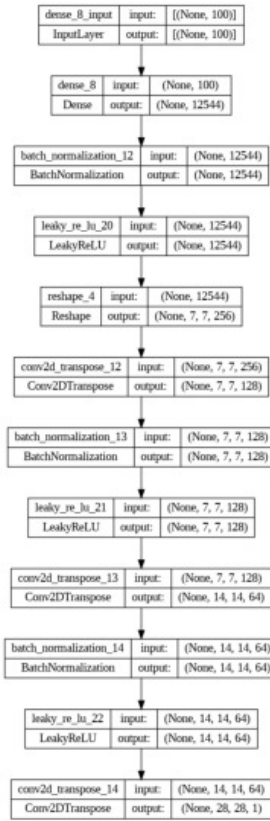 dense_8_input input: [(None, 100)]
InputLayer output: [(None, 100)]
dense_8 input: (None, 100)
Dense output: (None, 12544)
batch_normalization_12 input: (None, 12544)
BatchNormalization output: (None, 12544)
leaky_re_lu_20 input: (None, 12544)
LeakyReLU output: (None, 12544)
reshape_4 input: (None, 12544)
Reshape output: (None, 7, 7, 256)
conv2d_transpose_12 input: (None, 7, 7, 256)
Conv2DTranspose output: (None, 7, 7, 128)
batch_normalization_13 input: (None, 7, 7, 128)
BatchNormalization output: (None, 7, 7, 128)
leaky_re_lu_21 input: (None, 7, 7, 128)
LeakyReLU output: (None, 7, 7, 128)
conv2d_transpose_13 input: (None, 7, 7, 128)
Conv2DTranspose output: (None, 14, 14, 64)
batch_normalization_14 input: (None, 14, 14, 64)
BatchNormalization output: (None, 14, 14, 64)
leaky_re_lu_22 input: (None, 14, 14, 64)
LeakyReLU output: (None, 14, 14, 64)
conv2d_transpose_14 input: (None, 14, 14, 64)
Conv2DTranspose output: (None, 28, 28, 1)